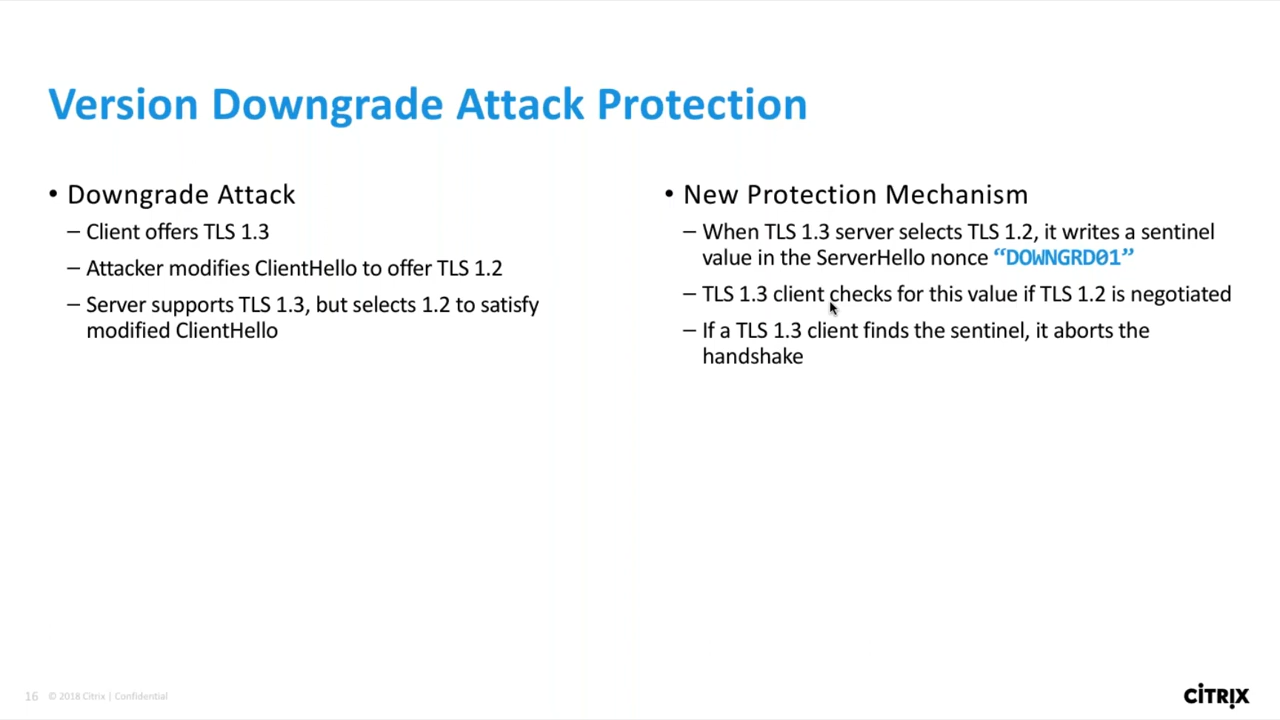 Version Downgrade Attack Protection
• Downgrade Attack
– Client offers TLS 1.3
– Attacker modifies ClientHello to offer TLS 1.2
– Server supports TLS 1.3, but selects 1.2 to satisfy
modified ClientHello
• New Protection Mechanism
– When TLS 1.3 server selects TLS 1.2, it writes a sentinel
value in the ServerHello nonce “DOWNGRD01”
– TLS 1.3 client checks for this value if TLS 1.2 is negotiated
– If a TLS 1.3 client finds the sentinel, it aborts the
handshake
16 © 2018 Citrix | Confidential
CITRIX